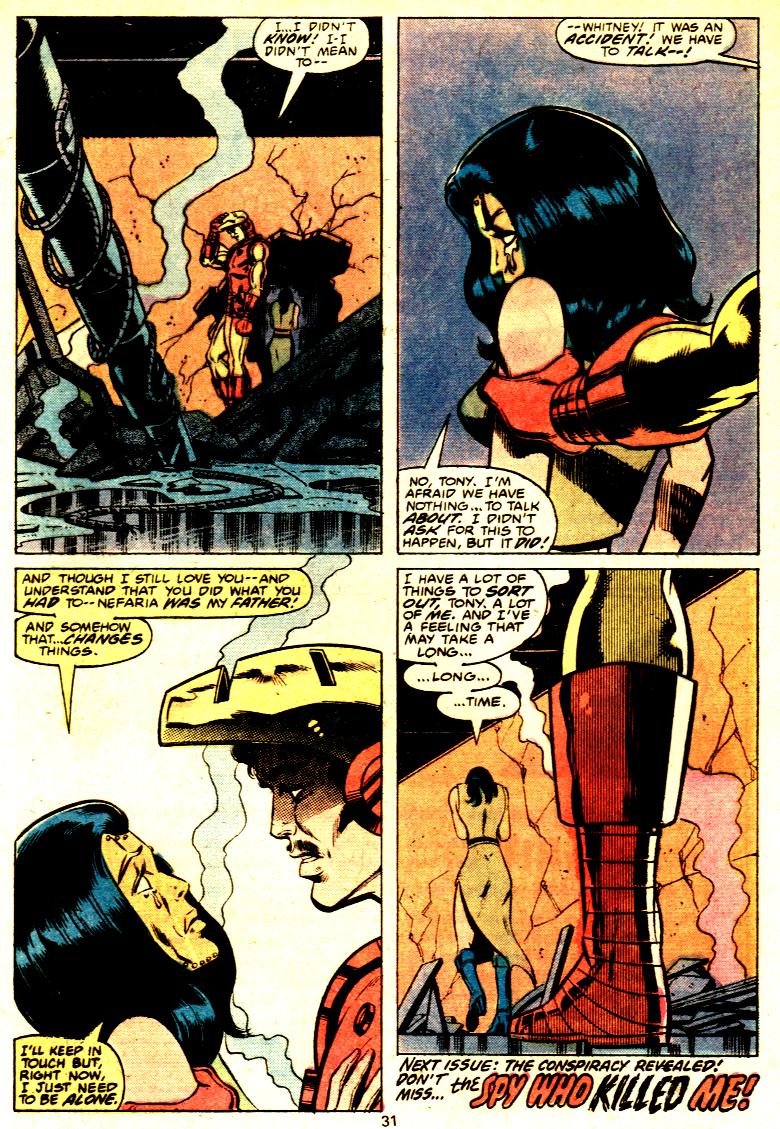 I...I DIDN'T
KNOW! I-I
DIDN'T MEAN
TO--
--WHITNEY! IT WAS AN
ACCIDENT! WE HAVE
TO TALK--!
NO, TONY. I'M
AFRAID WE HAVE
NOTHING...TO TALK
ABOUT. I DIDN'T
ASK FOR THIS TO
HAPPEN, BUT IT DID!
AND THOUGH I STILL LOVE YOU--AND
UNDERSTAND THAT YOU DID WHAT YOU
HAD TO--NEFARIA WAS MY FATHER!
AND SOMEHOW
THAT...CHANGES
THINGS.
I'LL KEEP IN
TOUCH BUT,
RIGHT NOW,
I JUST NEED
TO BE ALONE.
I HAVE A LOT OF
THINGS TO SORT
OUT, TONY. A LOT
OF ME. AND I'VE
A FEELING THAT
MAY TAKE A
LONG...
...LONG...
...TIME.
NEXT ISSUE: THE CONSPIRACY REVEALED!
DON'T
MISS... the SPY WHO KILLED ME!
31